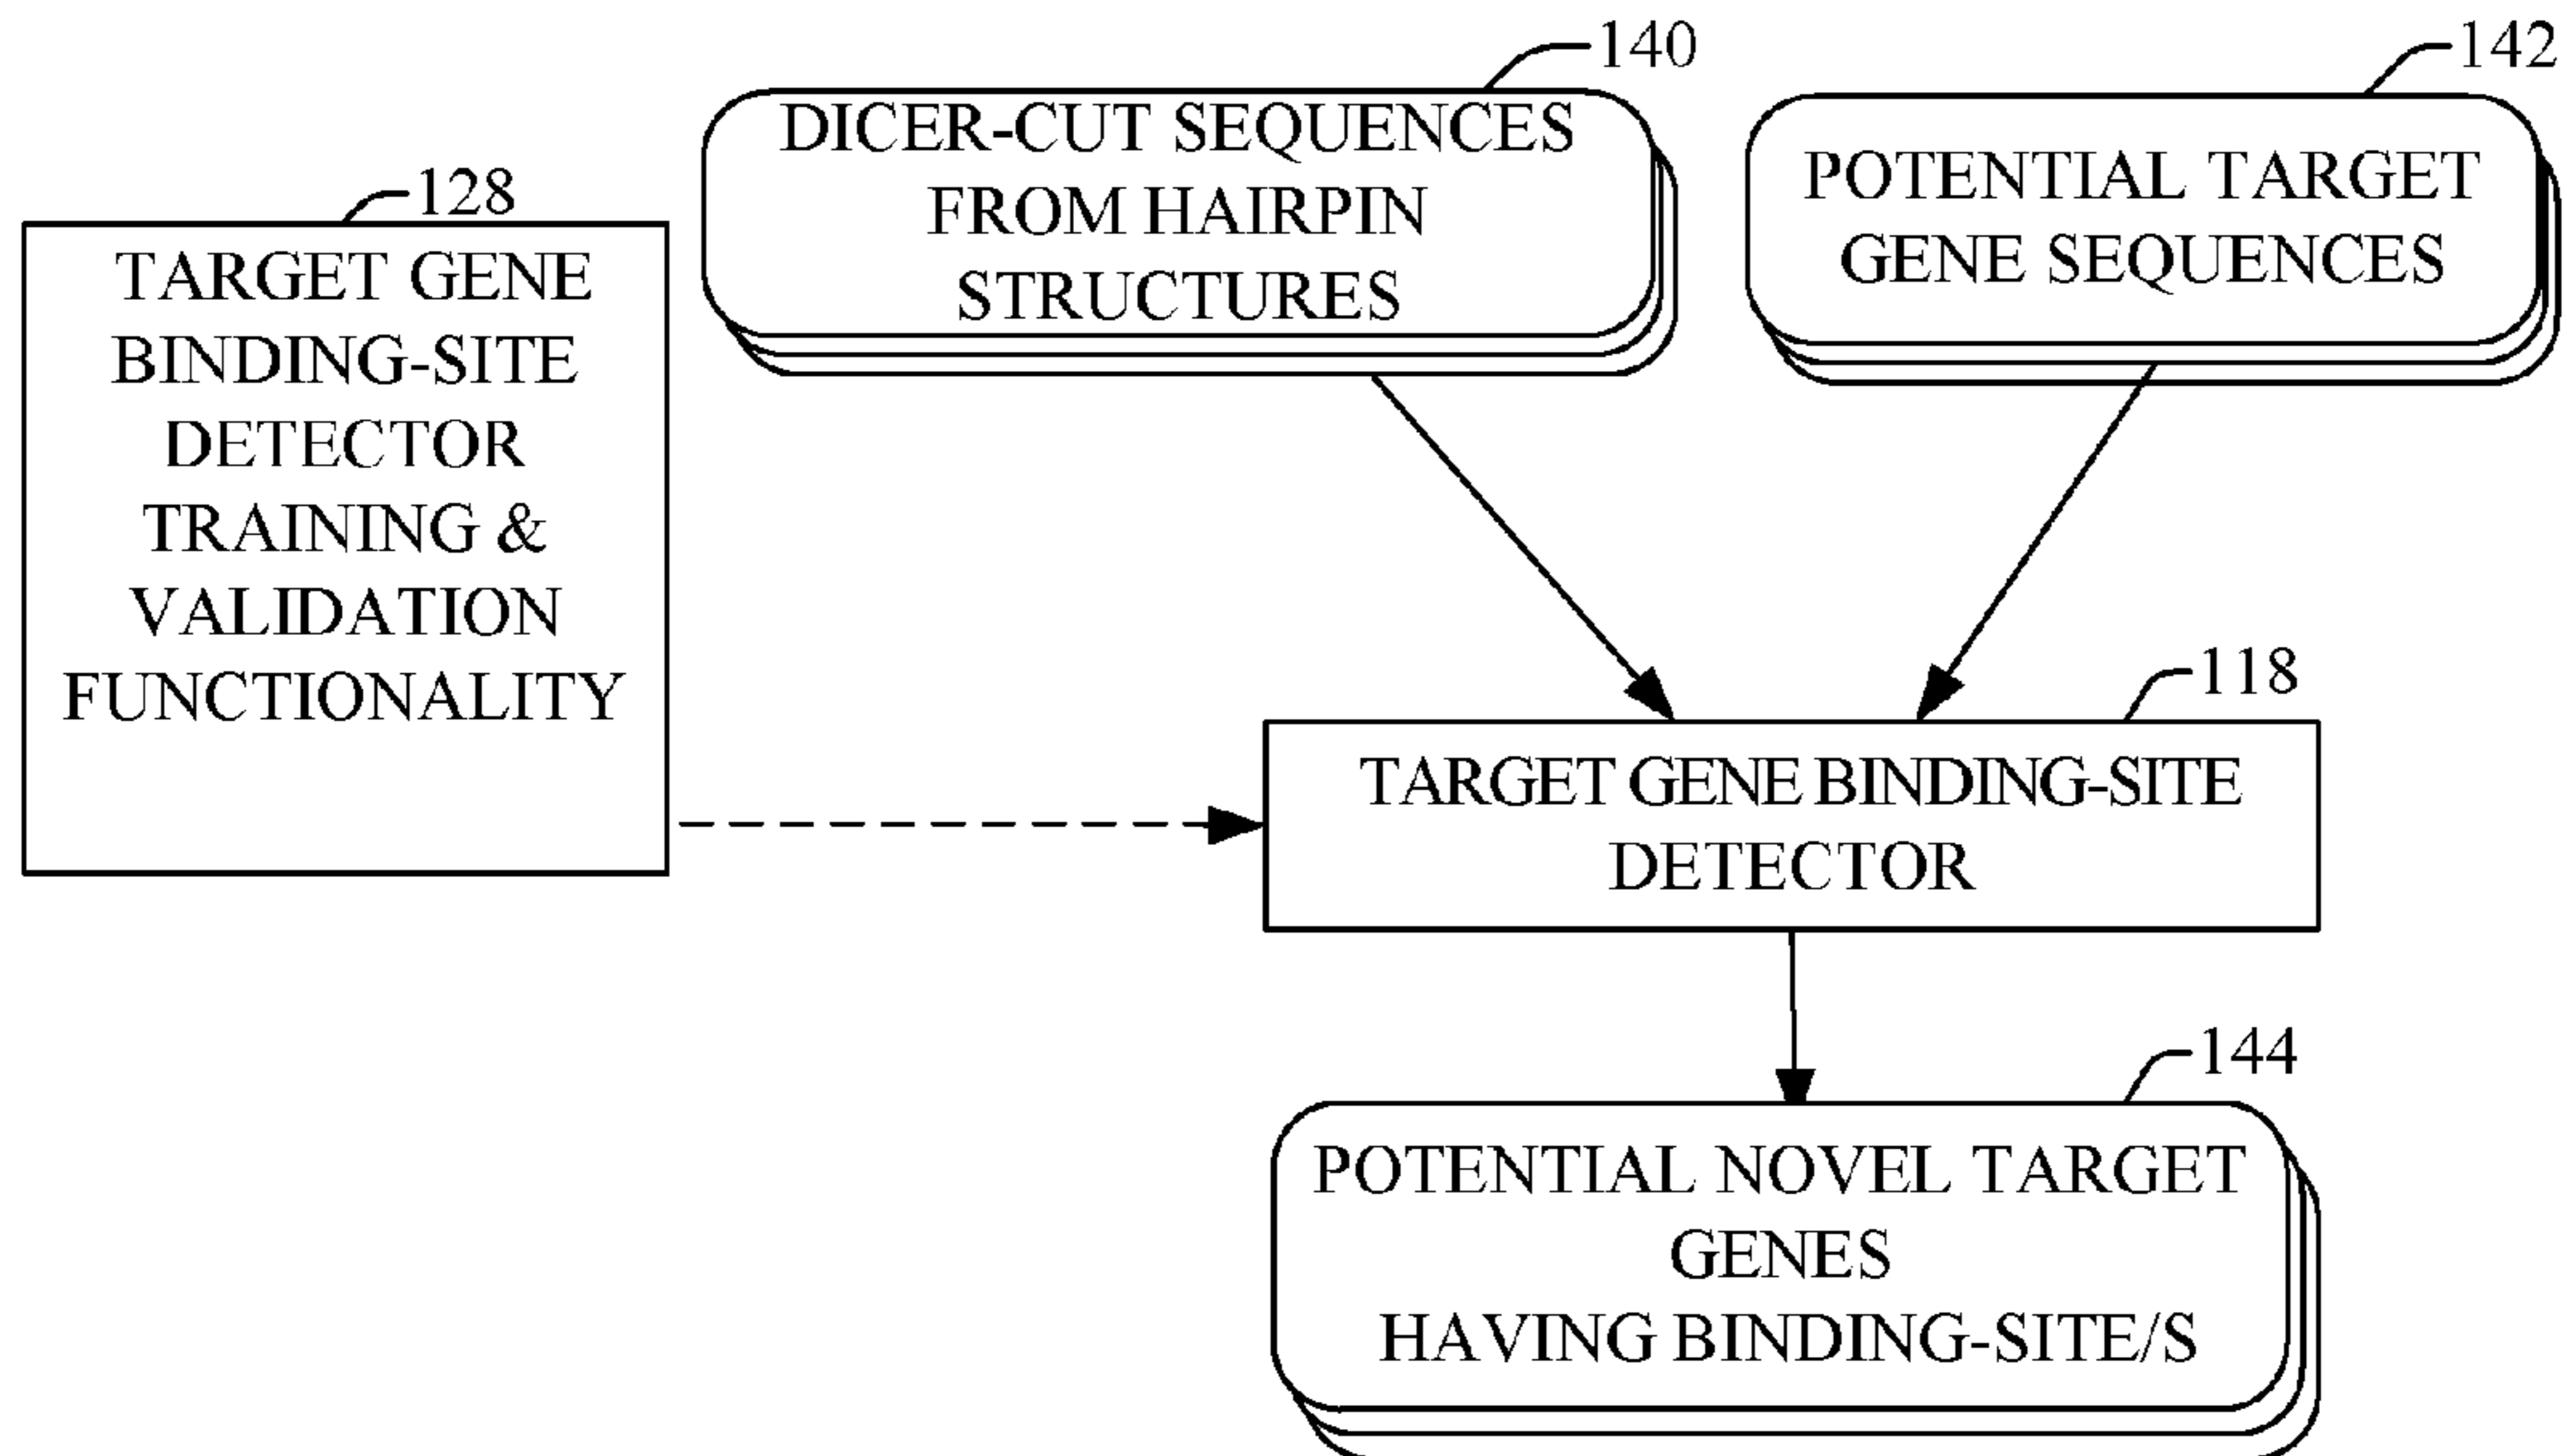 140
DICER-CUT SEQUENCES
FROM HAIRPIN
STRUCTURES
142
POTENTIAL TARGET
GENE SEQUENCES
128
TARGET GENE
BINDING-SITE
DETECTOR
TRAINING &
VALIDATION
FUNCTIONALITY
118
TARGET GENE BINDING-SITE
DETECTOR
144
POTENTIAL NOVEL TARGET
GENES
HAVING BINDING-SITE/S